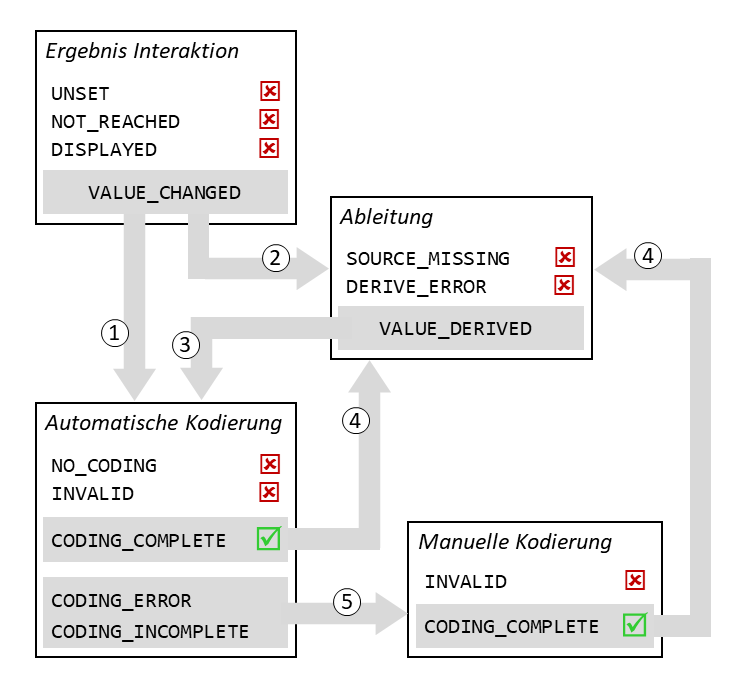 Ergebnis Interaktion
UNSET
NOT_REACHED
DISPLAYED
VALUE_CHANGED
Ableitung
SOURCE_MISSING
DERIVE_ERROR
VALUE_DERIVED
1
2
3
4
4
Automatische Kodierung
NO_CODING
INVALID
CODING_COMPLETE
CODING_ERROR
CODING_INCOMPLETE
5
Manuelle Kodierung
INVALID
CODING_COMPLETE